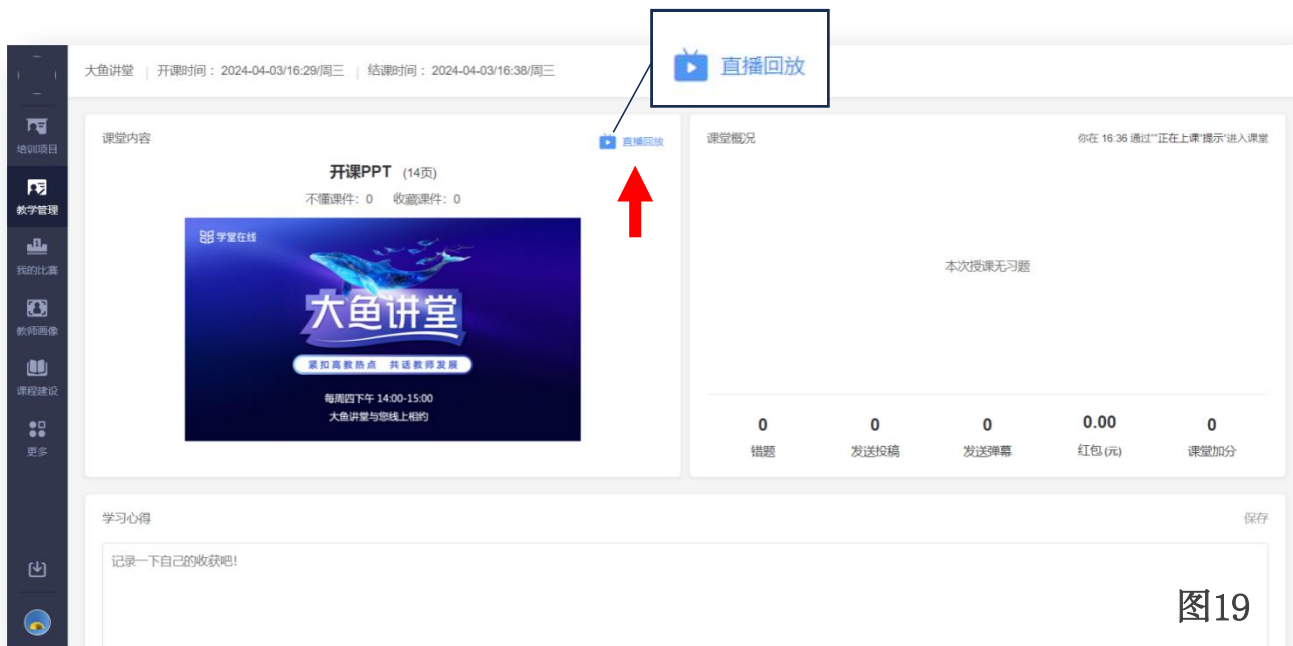 直播回放
大鱼讲堂 | 开课时间：2024-04-03/16:29/周三 | 结课时间：2024-04-03/16:38/周三
培训项目
教学管理
我的比赛
教师画像
课程建设
更多
课堂内容
直播回放
开课PPT (14页)
不懂课件：0 收藏课件：0
学堂在线
大鱼讲堂
紧扣高教热点 共话教师发展
每周四下午 14:00-15:00
大鱼讲堂与您线上相约
课堂概况
你在 16:36 通过"“正在上课”提示"进入课堂
本次授课无习题
0 0 0 0.00 0
错题 发送投稿 发送弹幕 红包(元) 课堂加分
学习心得
保存
记录一下自己的收获吧！
图19